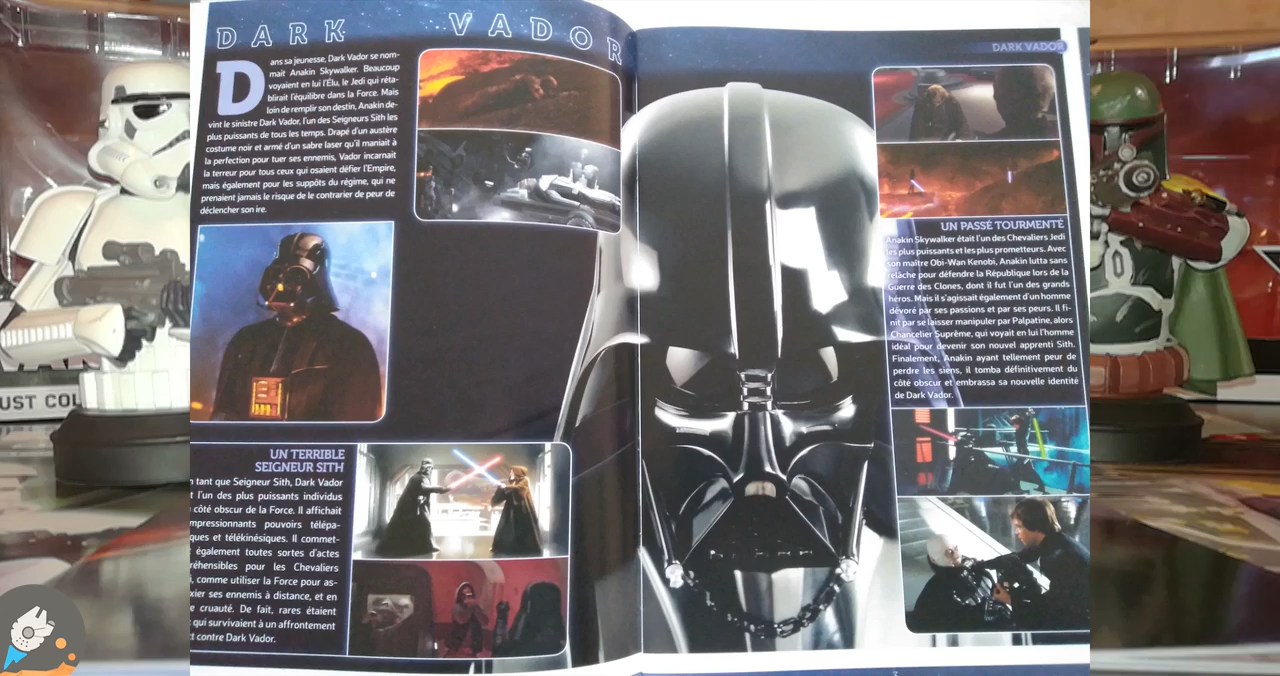 DARK VADOR
Dans sa jeunesse, Dark Vador se nom-
mait Anakin Skywalker. Beaucoup
voyaient en lui l'Élu, le Jedi qui réta-
blirait l'équilibre dans la Force. Mais
loin de remplir son destin, Anakin de-
vint le sinistre Dark Vador, l'un des Seigneurs Sith les
plus puissants de tous les temps. Drapé d'un austère
costume noir et armé d'un sabre laser qu'il maniait à
la perfection pour tuer ses ennemis, Vador incarnait
la terreur pour tous ceux qui osaient défier l'Empire,
mais également pour les suppôts du régime, qui ne
prenaient jamais le risque de le contrarier de peur de
déclencher son ire.
UN TERRIBLE
SEIGNEUR SITH
n tant que Seigneur Sith, Dark Vador
t l'un des plus puissants individus
côté obscur de la Force. Il affichait
mpressionnants pouvoirs télépa-
ques et télékinésiques. Il commet-
également toutes sortes d'actes
réhensibles pour les Chevaliers
i, comme utiliser la Force pour as-
xier ses ennemis à distance, et en
e cruauté. De fait, rares étaient
qui survivaient à un affrontement
ct contre Dark Vador.
DARK VADOR
UN PASSÉ TOURMENTÉ
Anakin Skywalker était l'un des Chevaliers Jedi
les plus puissants et les plus prometteurs. Avec
son maître Obi-Wan Kenobi, Anakin lutta sans
relâche pour défendre la République lors de la
Guerre des Clones, dont il fut l'un des grands
héros. Mais il s'agissait également d'un homme
dévoré par ses passions et par ses peurs. Il fi-
nit par se laisser manipuler par Palpatine, alors
Chancelier Suprême, qui voyait en lui l'homme
idéal pour devenir son nouvel apprenti Sith.
Finalement, Anakin ayant tellement peur de
perdre les siens, il tomba définitivement du
côté obscur et embrassa sa nouvelle identité
de Dark Vador.
UST COL